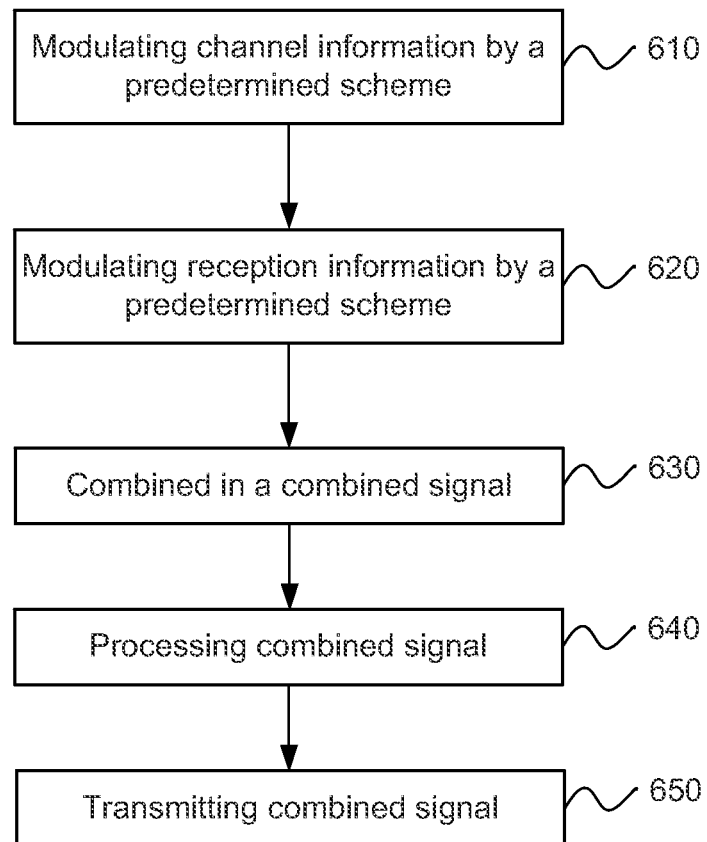 Modulating channel information by a
predetermined scheme
610
Modulating reception information by a
predetermined scheme
620
Combined in a combined signal
630
Processing combined signal
640
Transmitting combined signal
650